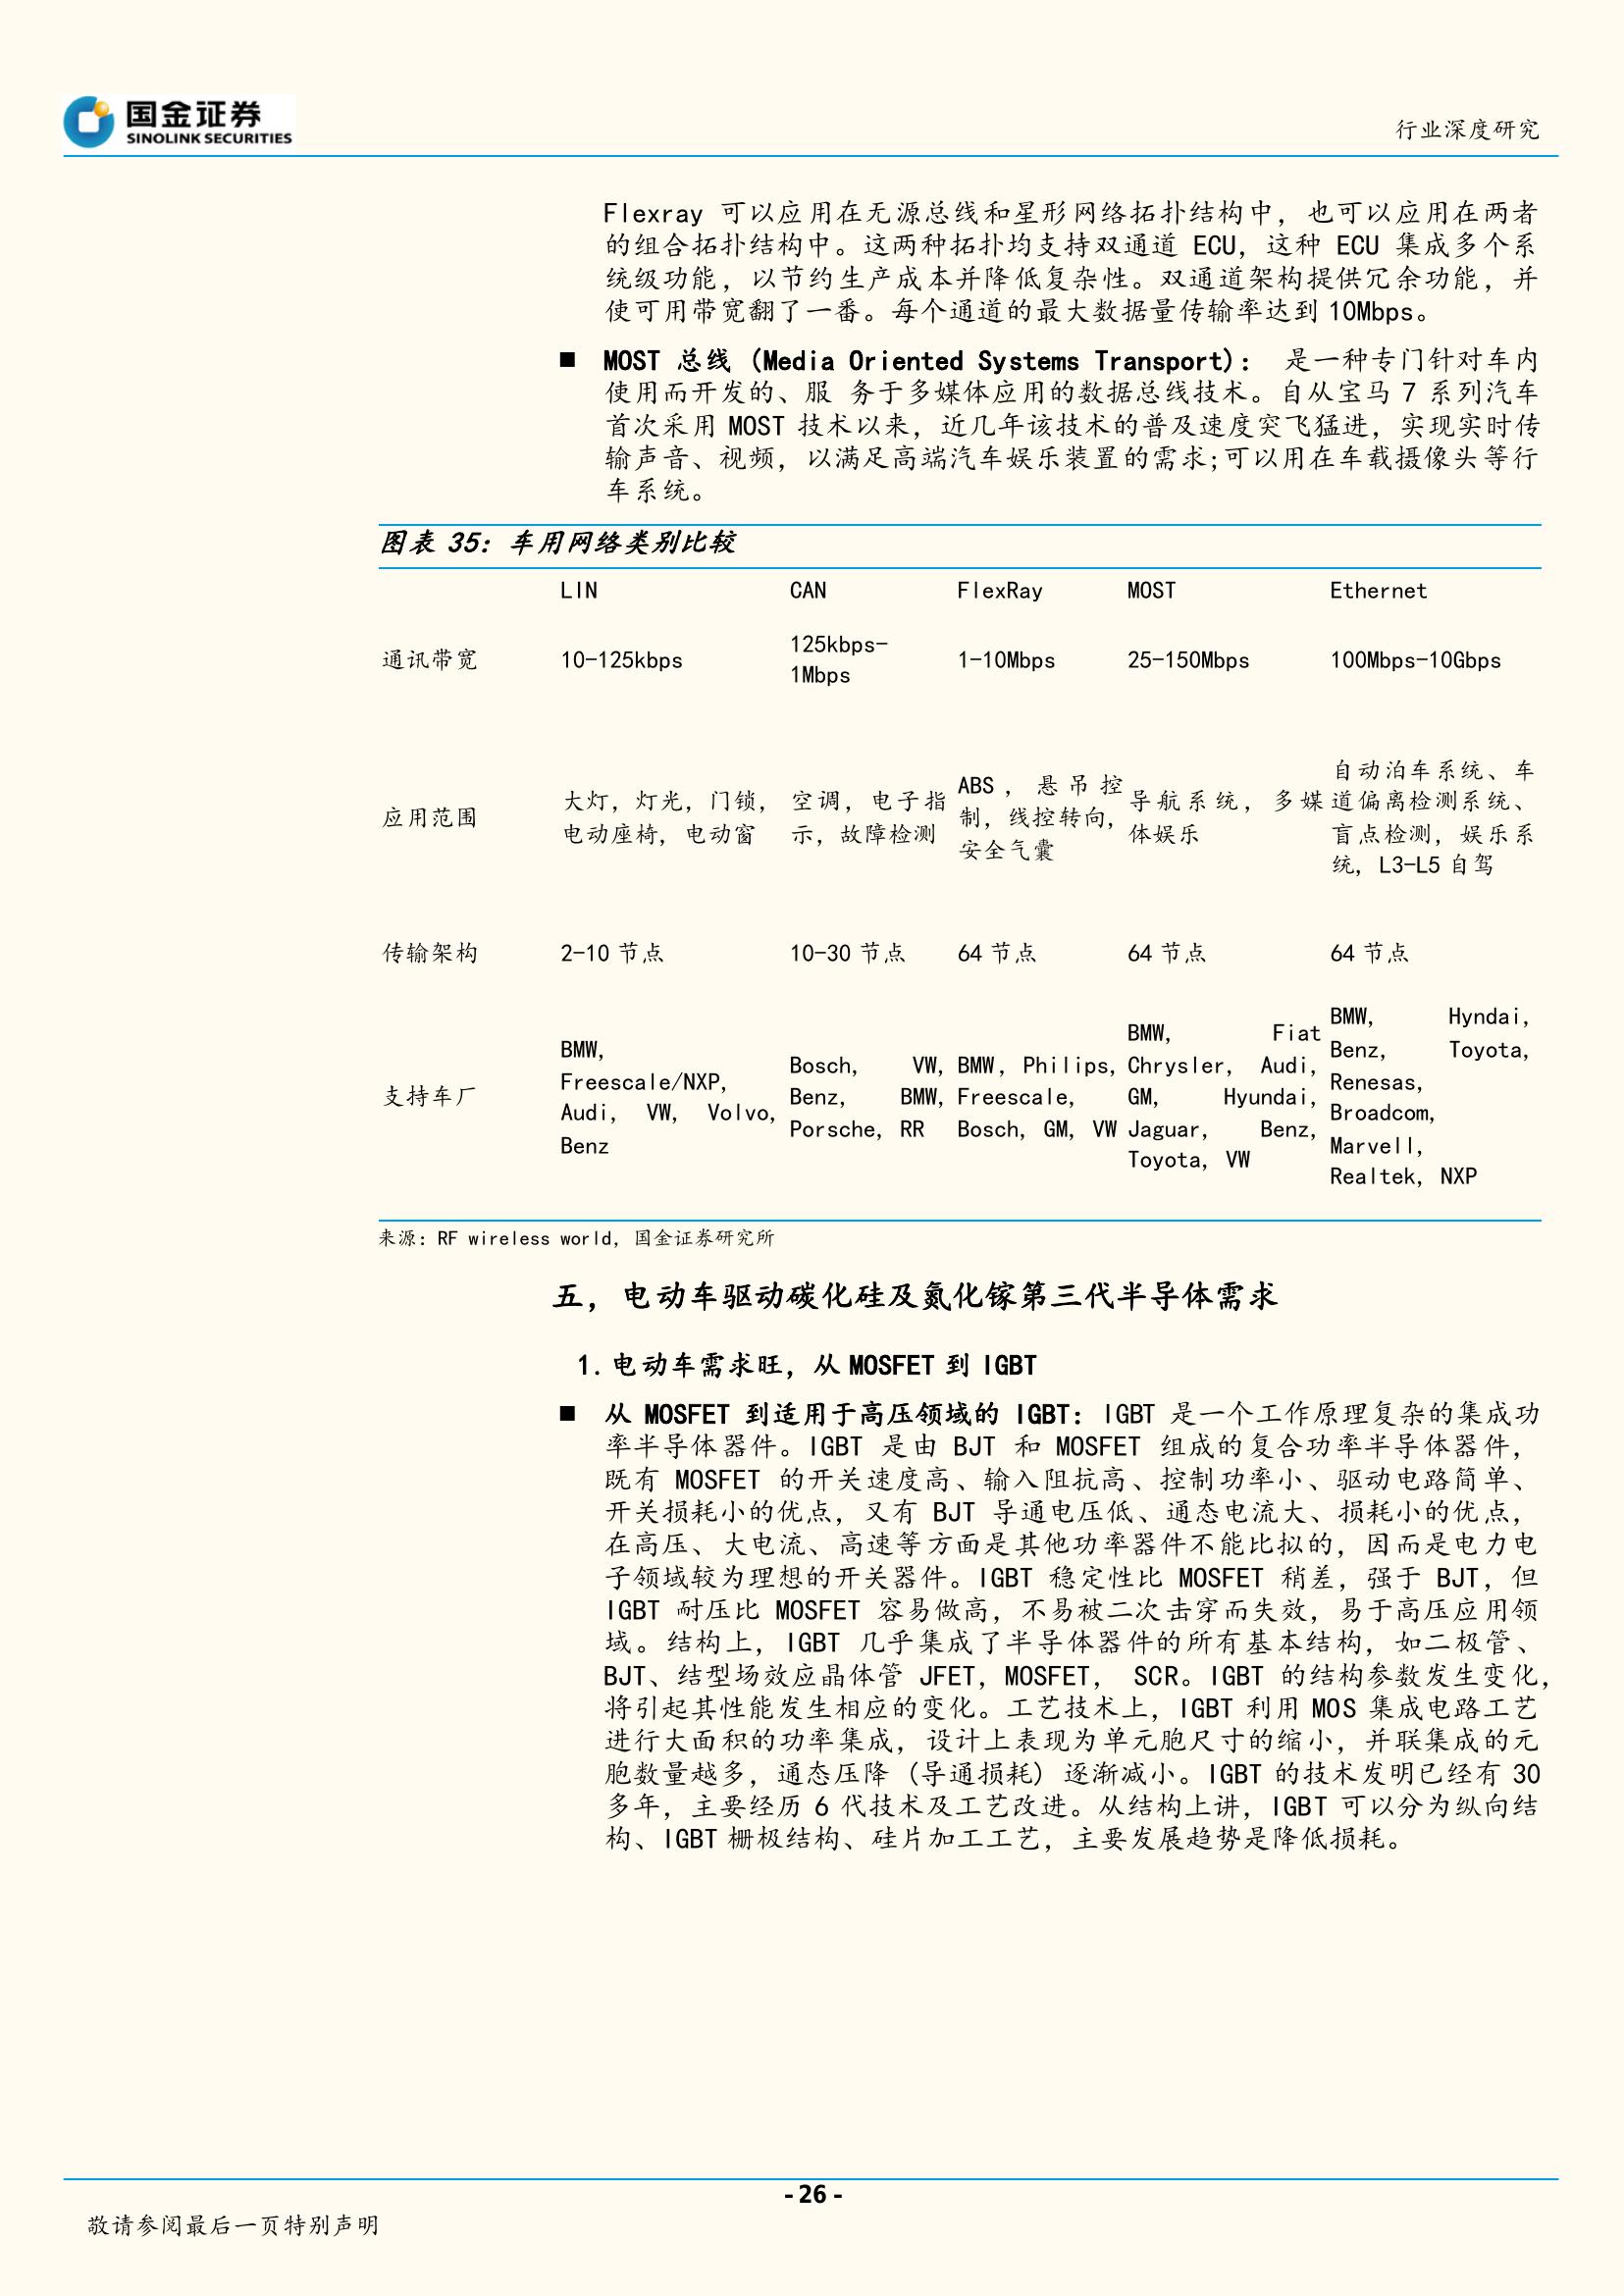 国金证券
SINOLINK SECURITIES
行业深度研究
Flexray 可以应用在无源总线和星形网络拓扑结构中，也可以应用在两者
的组合拓扑结构中。这两种拓扑均支持双通道 ECU，这种 ECU 集成多个系
统级功能，以节约生产成本并降低复杂性。双通道架构提供冗余功能，并
使可用带宽翻了一番。每个通道的最大数据量传输率达到 10Mbps。
■ MOST 总线 (Media Oriented Systems Transport)： 是一种专门针对车内
使用而开发的、服 务于多媒体应用的数据总线技术。自从宝马 7 系列汽车
首次采用 MOST 技术以来，近几年该技术的普及速度突飞猛进，实现实时传
输声音、视频，以满足高端汽车娱乐装置的需求;可以用在车载摄像头等行
车系统。
图表 35：车用网络类别比较
LIN CAN FlexRay MOST Ethernet
通讯带宽
10-125kbps
125kbps-
1Mbps
1-10Mbps
25-150Mbps
100Mbps-10Gbps
应用范围
大灯，灯光，门锁，
电动座椅，电动窗
空调，电子指
示，故障检测
ABS ，悬吊控
制，线控转向，
安全气囊
导航系统，多媒
体娱乐
自动泊车系统、车
道偏离检测系统、
盲点检测，娱乐系
统，L3-L5 自驾
传输架构 2-10 节点 10-30 节点 64 节点 64 节点 64 节点
支持车厂
BMW,
Freescale/NXP,
Audi, VW, Volvo,
Benz
Bosch, VW,
Benz, BMW,
Porsche, RR
BMW, Philips,
Freescale,
Bosch, GM, VW
BMW, Fiat
Chrysler, Audi,
GM, Hyundai,
Jaguar, Benz,
Toyota, VW
BMW, Hyndai,
Benz, Toyota,
Renesas,
Broadcom,
Marvell,
Realtek, NXP
来源：RF wireless world，国金证券研究所
五，电动车驱动碳化硅及氮化镓第三代半导体需求
1.电动车需求旺，从 MOSFET 到 IGBT
■ 从 MOSFET 到适用于高压领域的 IGBT：IGBT 是一个工作原理复杂的集成功
率半导体器件。IGBT 是由 BJT 和 MOSFET 组成的复合功率半导体器件，
既有 MOSFET 的开关速度高、输入阻抗高、控制功率小、驱动电路简单、
开关损耗小的优点，又有 BJT 导通电压低、通态电流大、损耗小的优点，
在高压、大电流、高速等方面是其他功率器件不能比拟的，因而是电力电
子领域较为理想的开关器件。IGBT 稳定性比 MOSFET 稍差，强于 BJT，但
IGBT 耐压比 MOSFET 容易做高，不易被二次击穿而失效，易于高压应用领
域。结构上，IGBT 几乎集成了半导体器件的所有基本结构，如二极管、
BJT、结型场效应晶体管 JFET，MOSFET， SCR。IGBT 的结构参数发生变化，
将引起其性能发生相应的变化。工艺技术上，IGBT 利用 MOS 集成电路工艺
进行大面积的功率集成，设计上表现为单元胞尺寸的缩小，并联集成的元
胞数量越多，通态压降（导通损耗）逐渐减小。IGBT 的技术发明已经有 30
多年，主要经历 6 代技术及工艺改进。从结构上讲，IGBT 可以分为纵向结
构、IGBT 栅极结构、硅片加工工艺，主要发展趋势是降低损耗。
- 26 -
敬请参阅最后一页特别声明